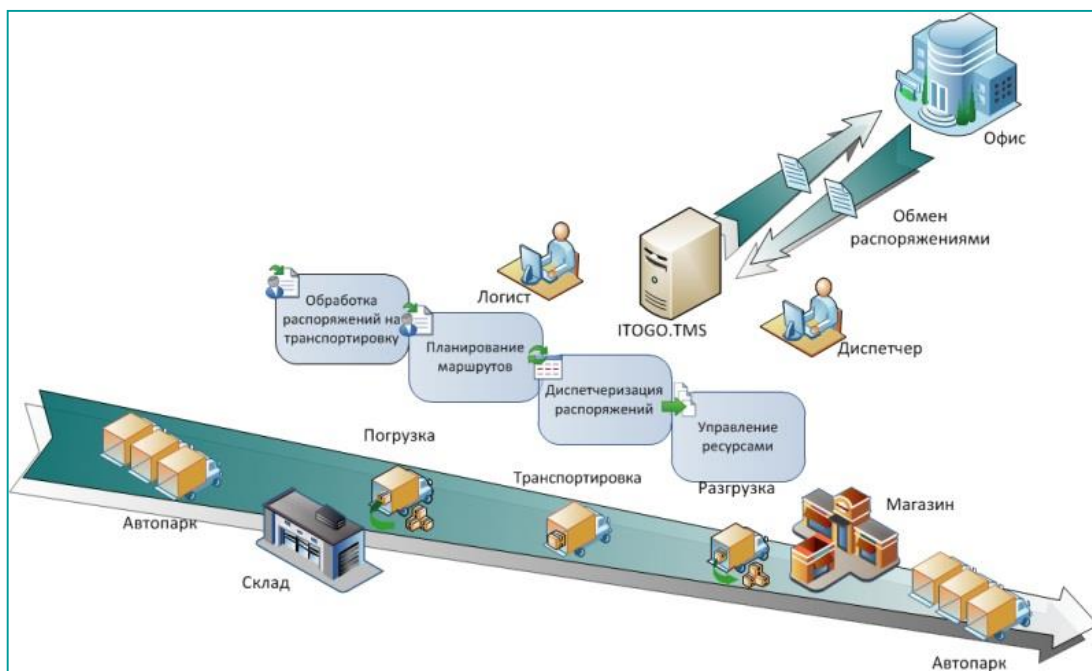 Офис
Обмен
распоряжениями
Логист
ITOGO.TMS
Диспетчер
Обработка
распоряжений на
транспортировку
Планирование
маршрутов
Диспетчеризация
распоряжений
Управление
ресурсами
Погрузка
Транспортировка
Разгрузка
Магазин
Автопарк
Склад
Автопарк